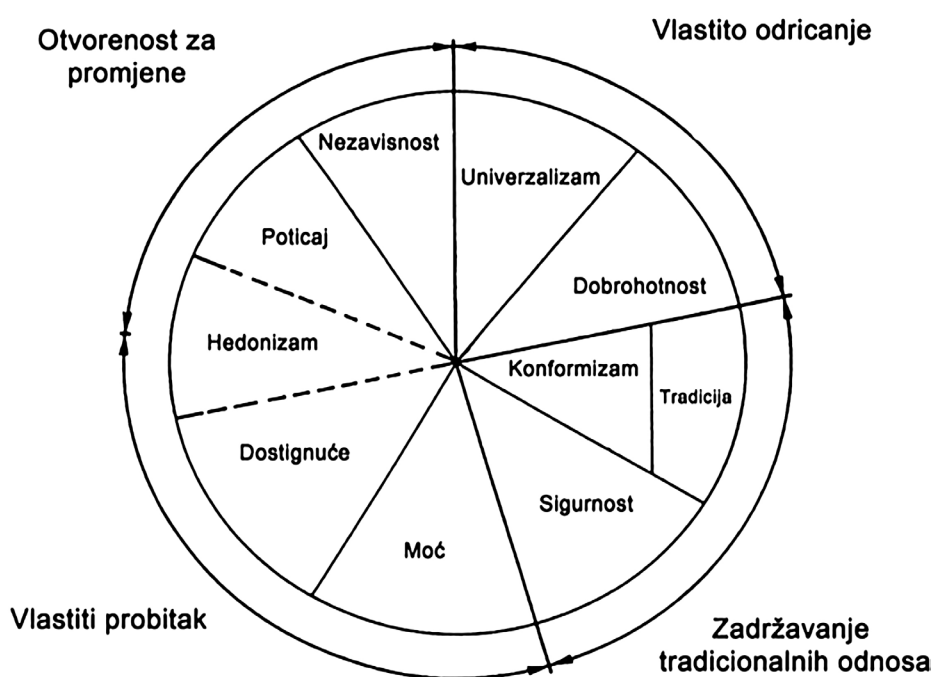 Otvorenost za
promjene
Vlastito odricanje
Nezavisnost
Univerzalizam
Poticaj
Dobrohotnost
Hedonizam
Konformizam
Tradicija
Dostignuće
Sigurnost
Moć
Vlastiti probitak
Zadržavanje
tradicionalnih odnosa